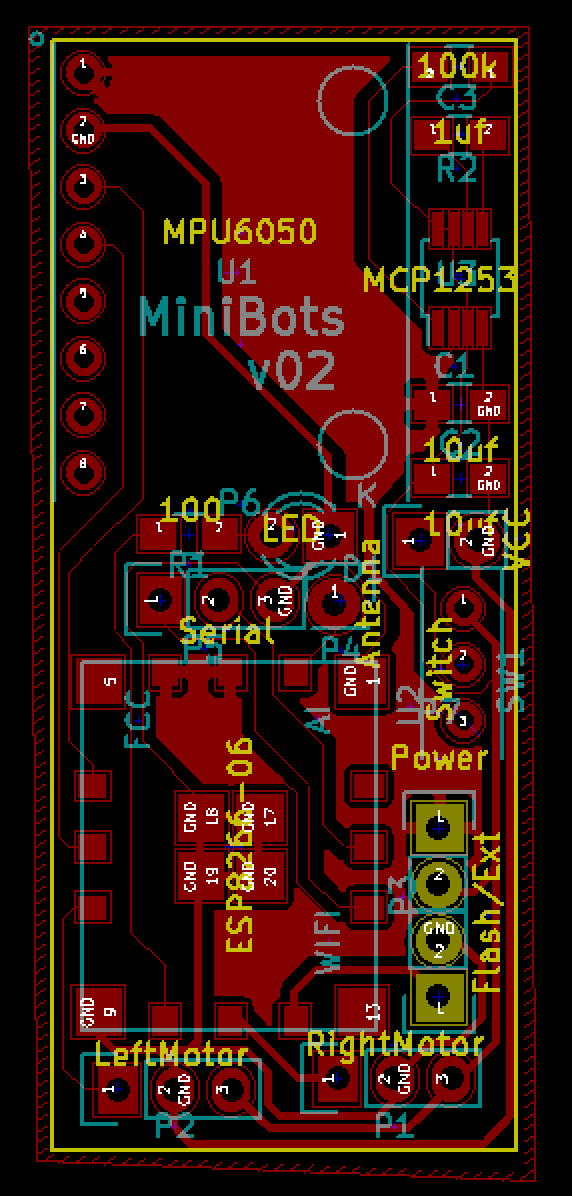 100k
1
C3
2
GND
1uf
1 2
R2
3
4
MPU6050
U1
MCP1253
5
MiniBots
6
v02
C1
7
1 2
GND
8
10uf
1 2
GND
K
P6
100
1 2
LED
2
GND
1
10uf
1
2
GND
VCC
R1
D
1
2
3
GND
1
1
Serial
Antenna
P4
Switch
2
SW1
5
GND
1
FCC
AI
U2
3
Power
GND
18
GND
17
1
GND
19
GND
20
ESP8266-06
2
P3
Flash/Ext
GND
2
WIFI
1
GND
9
13
LeftMotor
RightMotor
1
2
GND
3
1
2
GND
3
P2
P1